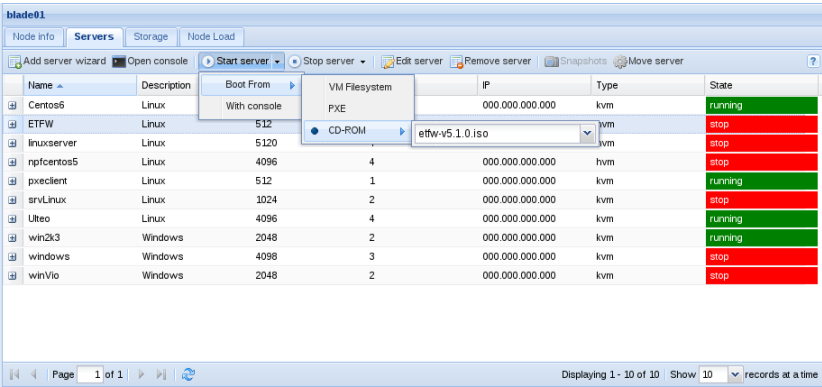 blade01
Node info Servers Storage Node Load
Add server wizard Open console Start server Stop server Edit server Remove server Snapshots Move server ?
Name Description IP Type State
Boot From
With console
VM Filesystem
PXE
CD-ROM
etfw-v5.1.0.iso
Centos6 Linux 000.000.000.000 kvm running
ETFW Linux 512 stop
linuxserver Linux 5120 stop
npfcentos5 Linux 4096 4 000.000.000.000 hvm stop
pxeclient Linux 512 1 000.000.000.000 kvm running
srvLinux Linux 1024 2 000.000.000.000 kvm stop
Ulteo Linux 4096 4 000.000.000.000 kvm running
win2k3 Windows 2048 2 000.000.000.000 kvm running
windows Windows 4098 3 000.000.000.000 kvm stop
winVio Windows 2048 2 000.000.000.000 kvm stop
Page 1 of 1 Displaying 1 - 10 of 10 Show 10 records at a time